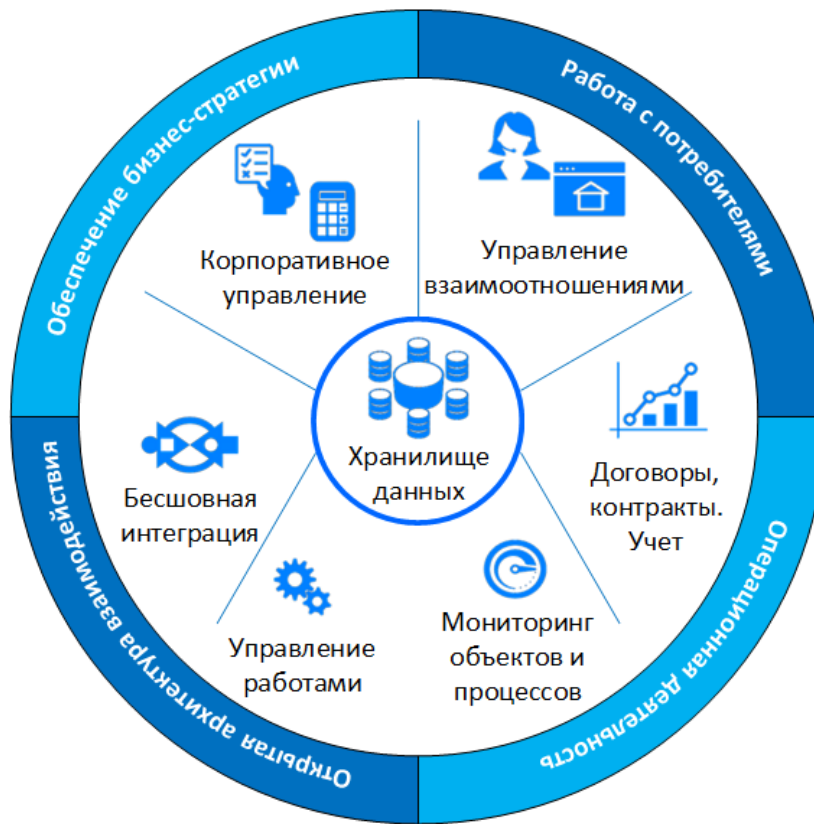 Обеспечение бизнес-стратегии
Работа с потребителями
Корпоративное
управление
Управление
взаимоотношениями
Хранилище
данных
Бесшовная
интеграция
Договоры,
контракты.
Учет
Управление
работами
Мониторинг
объектов и
процессов
Открытая архитектура взаимодействия
Операционная деятельность